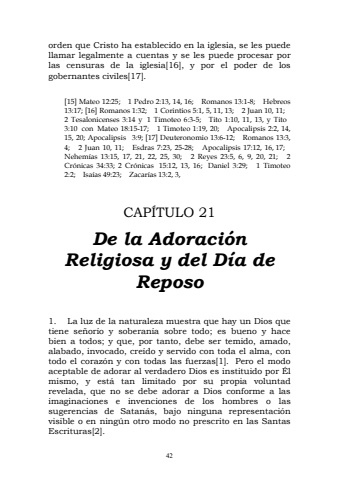 orden que Cristo ha establecido en la iglesia, se les puede
llamar legalmente a cuentas y se les puede procesar por
las censuras de la iglesia[16], y por el poder de los
gobernantes civiles[17].
[15] Mateo 12:25; 1 Pedro 2:13, 14, 16; Romanos 13:1-8; Hebreos
13:17; [16] Romanos 1:32; 1 Corintios 5:1, 5, 11, 13; 2 Juan 10, 11;
2 Tesalonicenses 3:14 y 1 Timoteo 6:3-5; Tito 1:10, 11, 13, y Tito
3:10 con Mateo 18:15-17; 1 Timoteo 1:19, 20; Apocalipsis 2:2, 14,
15, 20; Apocalipsis 3:9; [17] Deuteronomio 13:6-12; Romanos 13:3,
4; 2 Juan 10, 11; Esdras 7:23, 25-28; Apocalipsis 17:12, 16, 17;
Nehemías 13:15, 17, 21, 22, 25, 30; 2 Reyes 23:5, 6, 9, 20, 21; 2
Crónicas 34:33; 2 Crónicas 15:12, 13, 16; Daniel 3:29; 1 Timoteo
2:2; Isaías 49:23; Zacarías 13:2, 3,
CAPÍTULO 21
De la Adoración
Religiosa y del Día de
Reposo
1. La luz de la naturaleza muestra que hay un Dios que
tiene señorío y soberanía sobre todo; es bueno y hace
bien a todos; y que, por tanto, debe ser temido, amado,
alabado, invocado, creído y servido con toda el alma, con
todo el corazón y con todas las fuerzas[1]. Pero el modo
aceptable de adorar al verdadero Dios es instituido por Él
mismo, y está tan limitado por su propia voluntad
revelada, que no se debe adorar a Dios conforme a las
imaginaciones e invenciones de los hombres o las
sugerencias de Satanás, bajo ninguna representación
visible o en ningún otro modo no prescrito en las Santas
Escrituras[2].
42